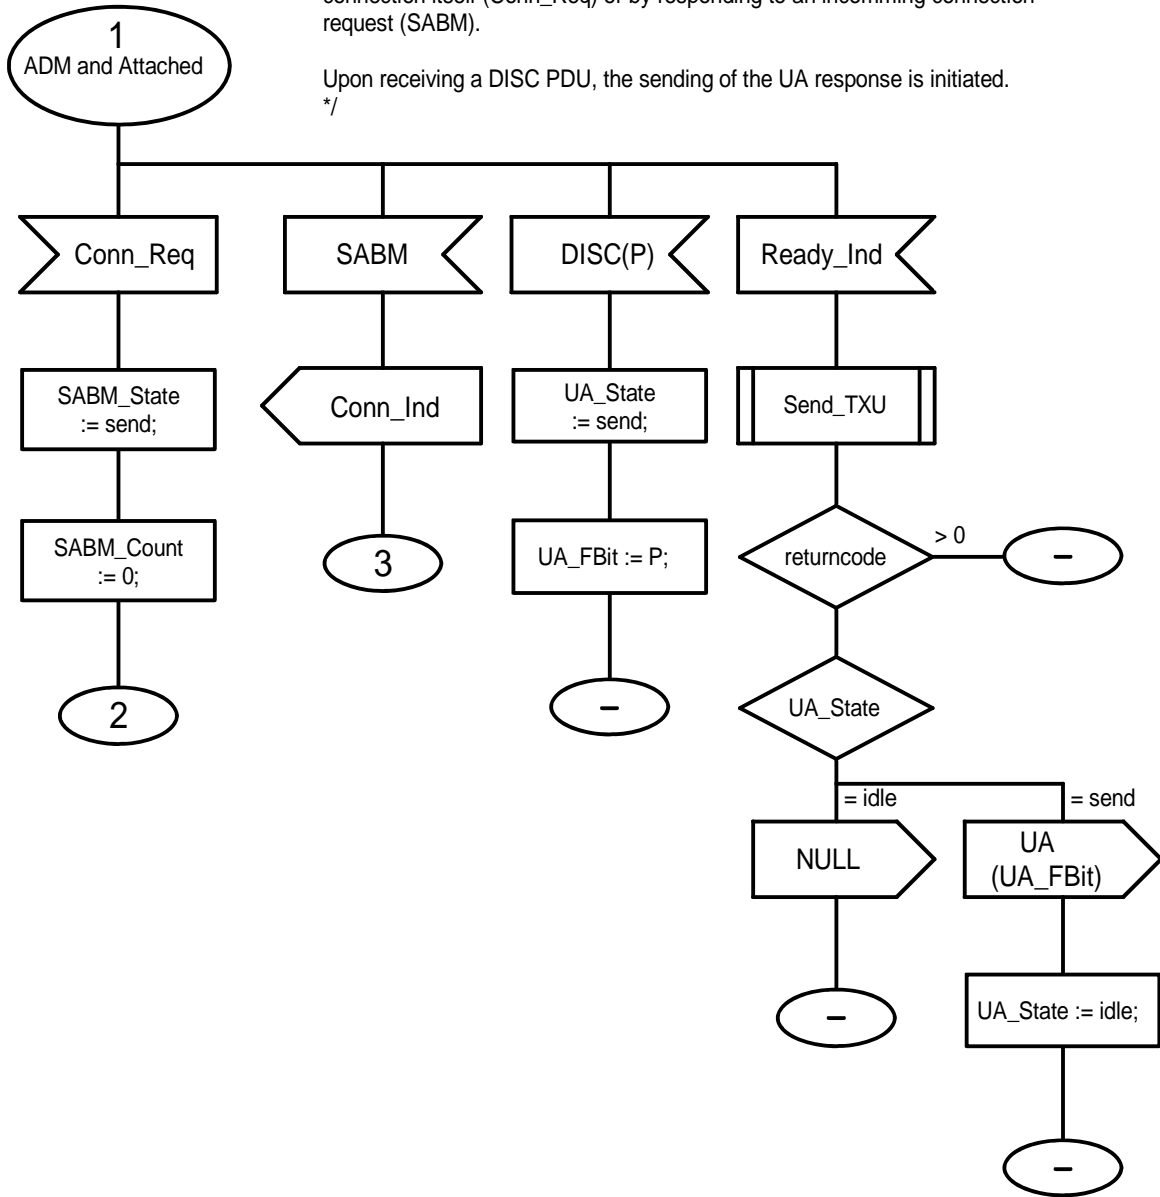 connection itself (Conn_Req) or by responding to an incomming connection
request (SABM).
Upon receiving a DISC PDU, the sending of the UA response is initiated.
*/
1
ADM and Attached
Conn_Req
SABM
DISC(P)
Ready_Ind
SABM_State
:= send;
Conn_Ind
UA_State
:= send;
Send_TXU
SABM_Count
:= 0;
3
UA_FBit := P;
returncode
> 0
–
2
–
UA_State
= idle
= send
NULL
UA
(UA_FBit)
–
UA_State := idle;
–